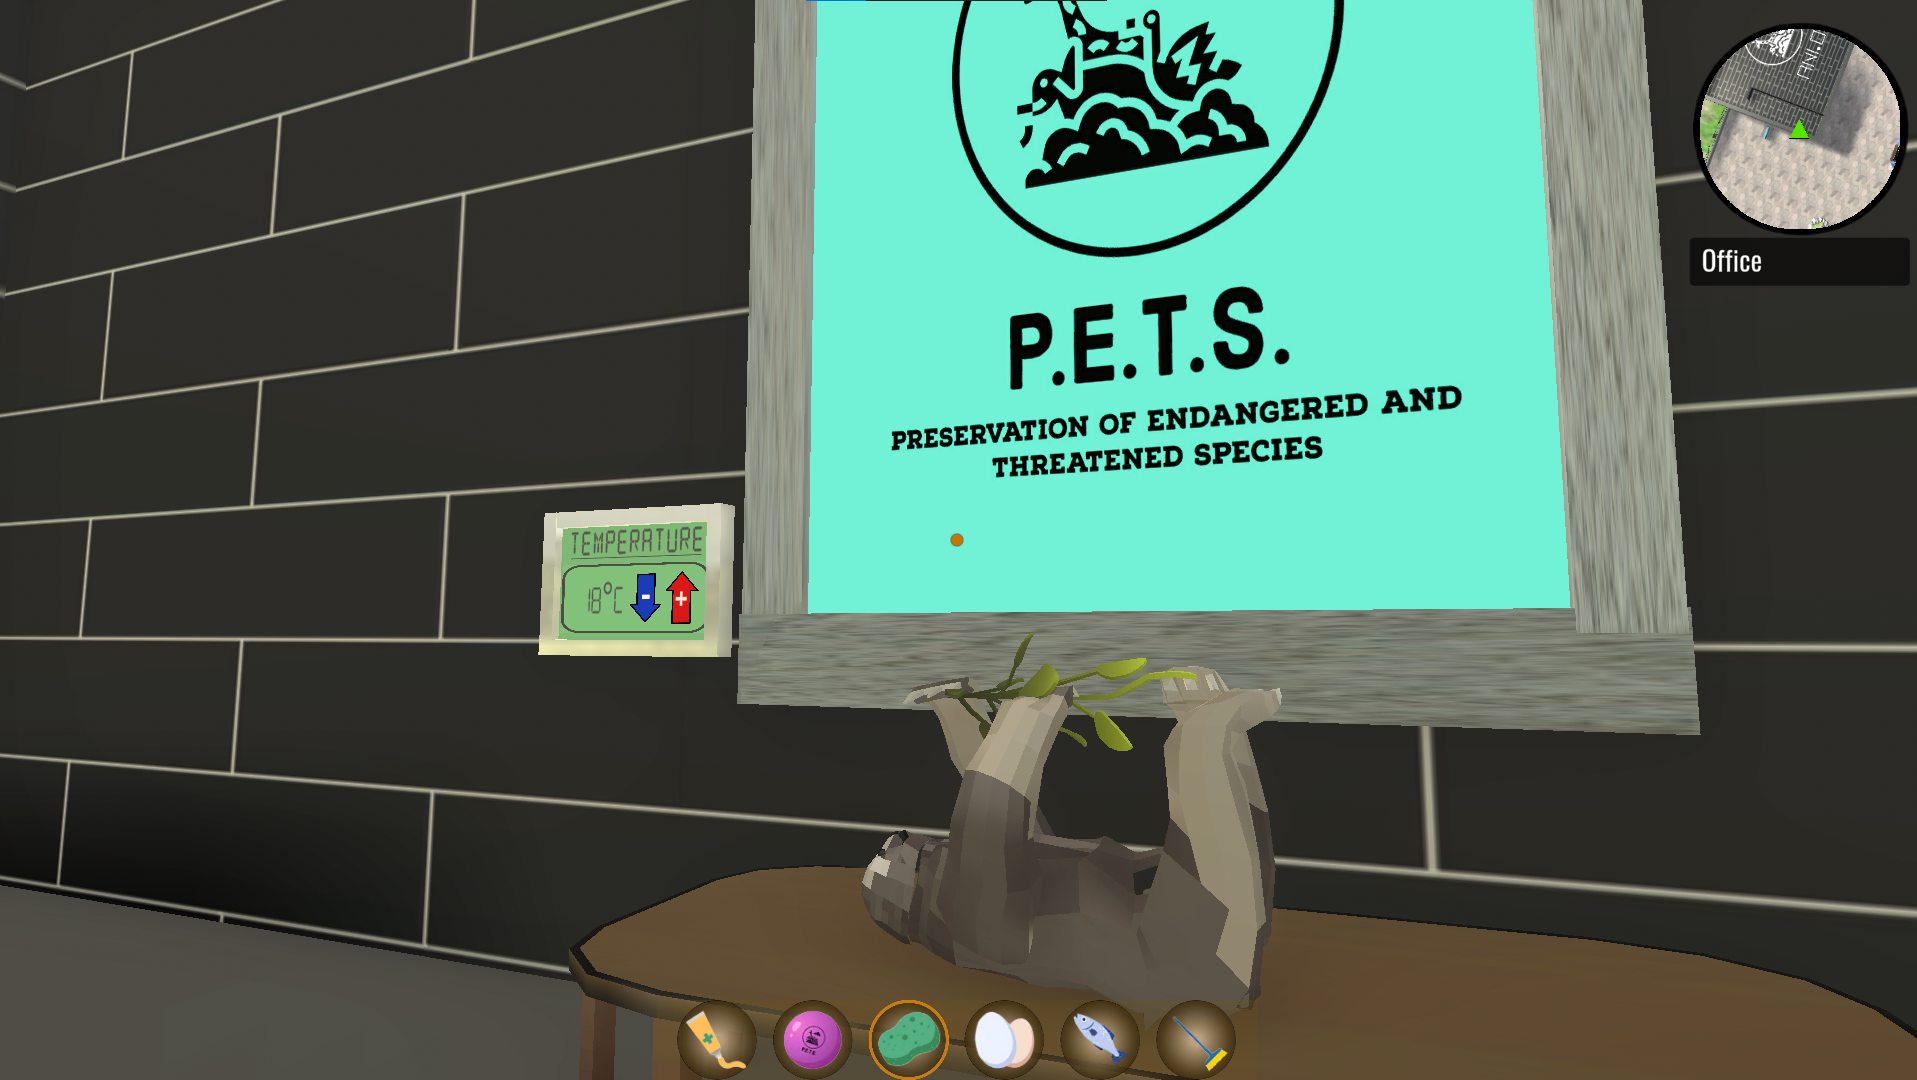 P.E.T.S.
PRESERVATION OF ENDANGERED AND
THREATENED SPECIES
TEMPERATURE
18°C - +
Office
P.E.T.S.